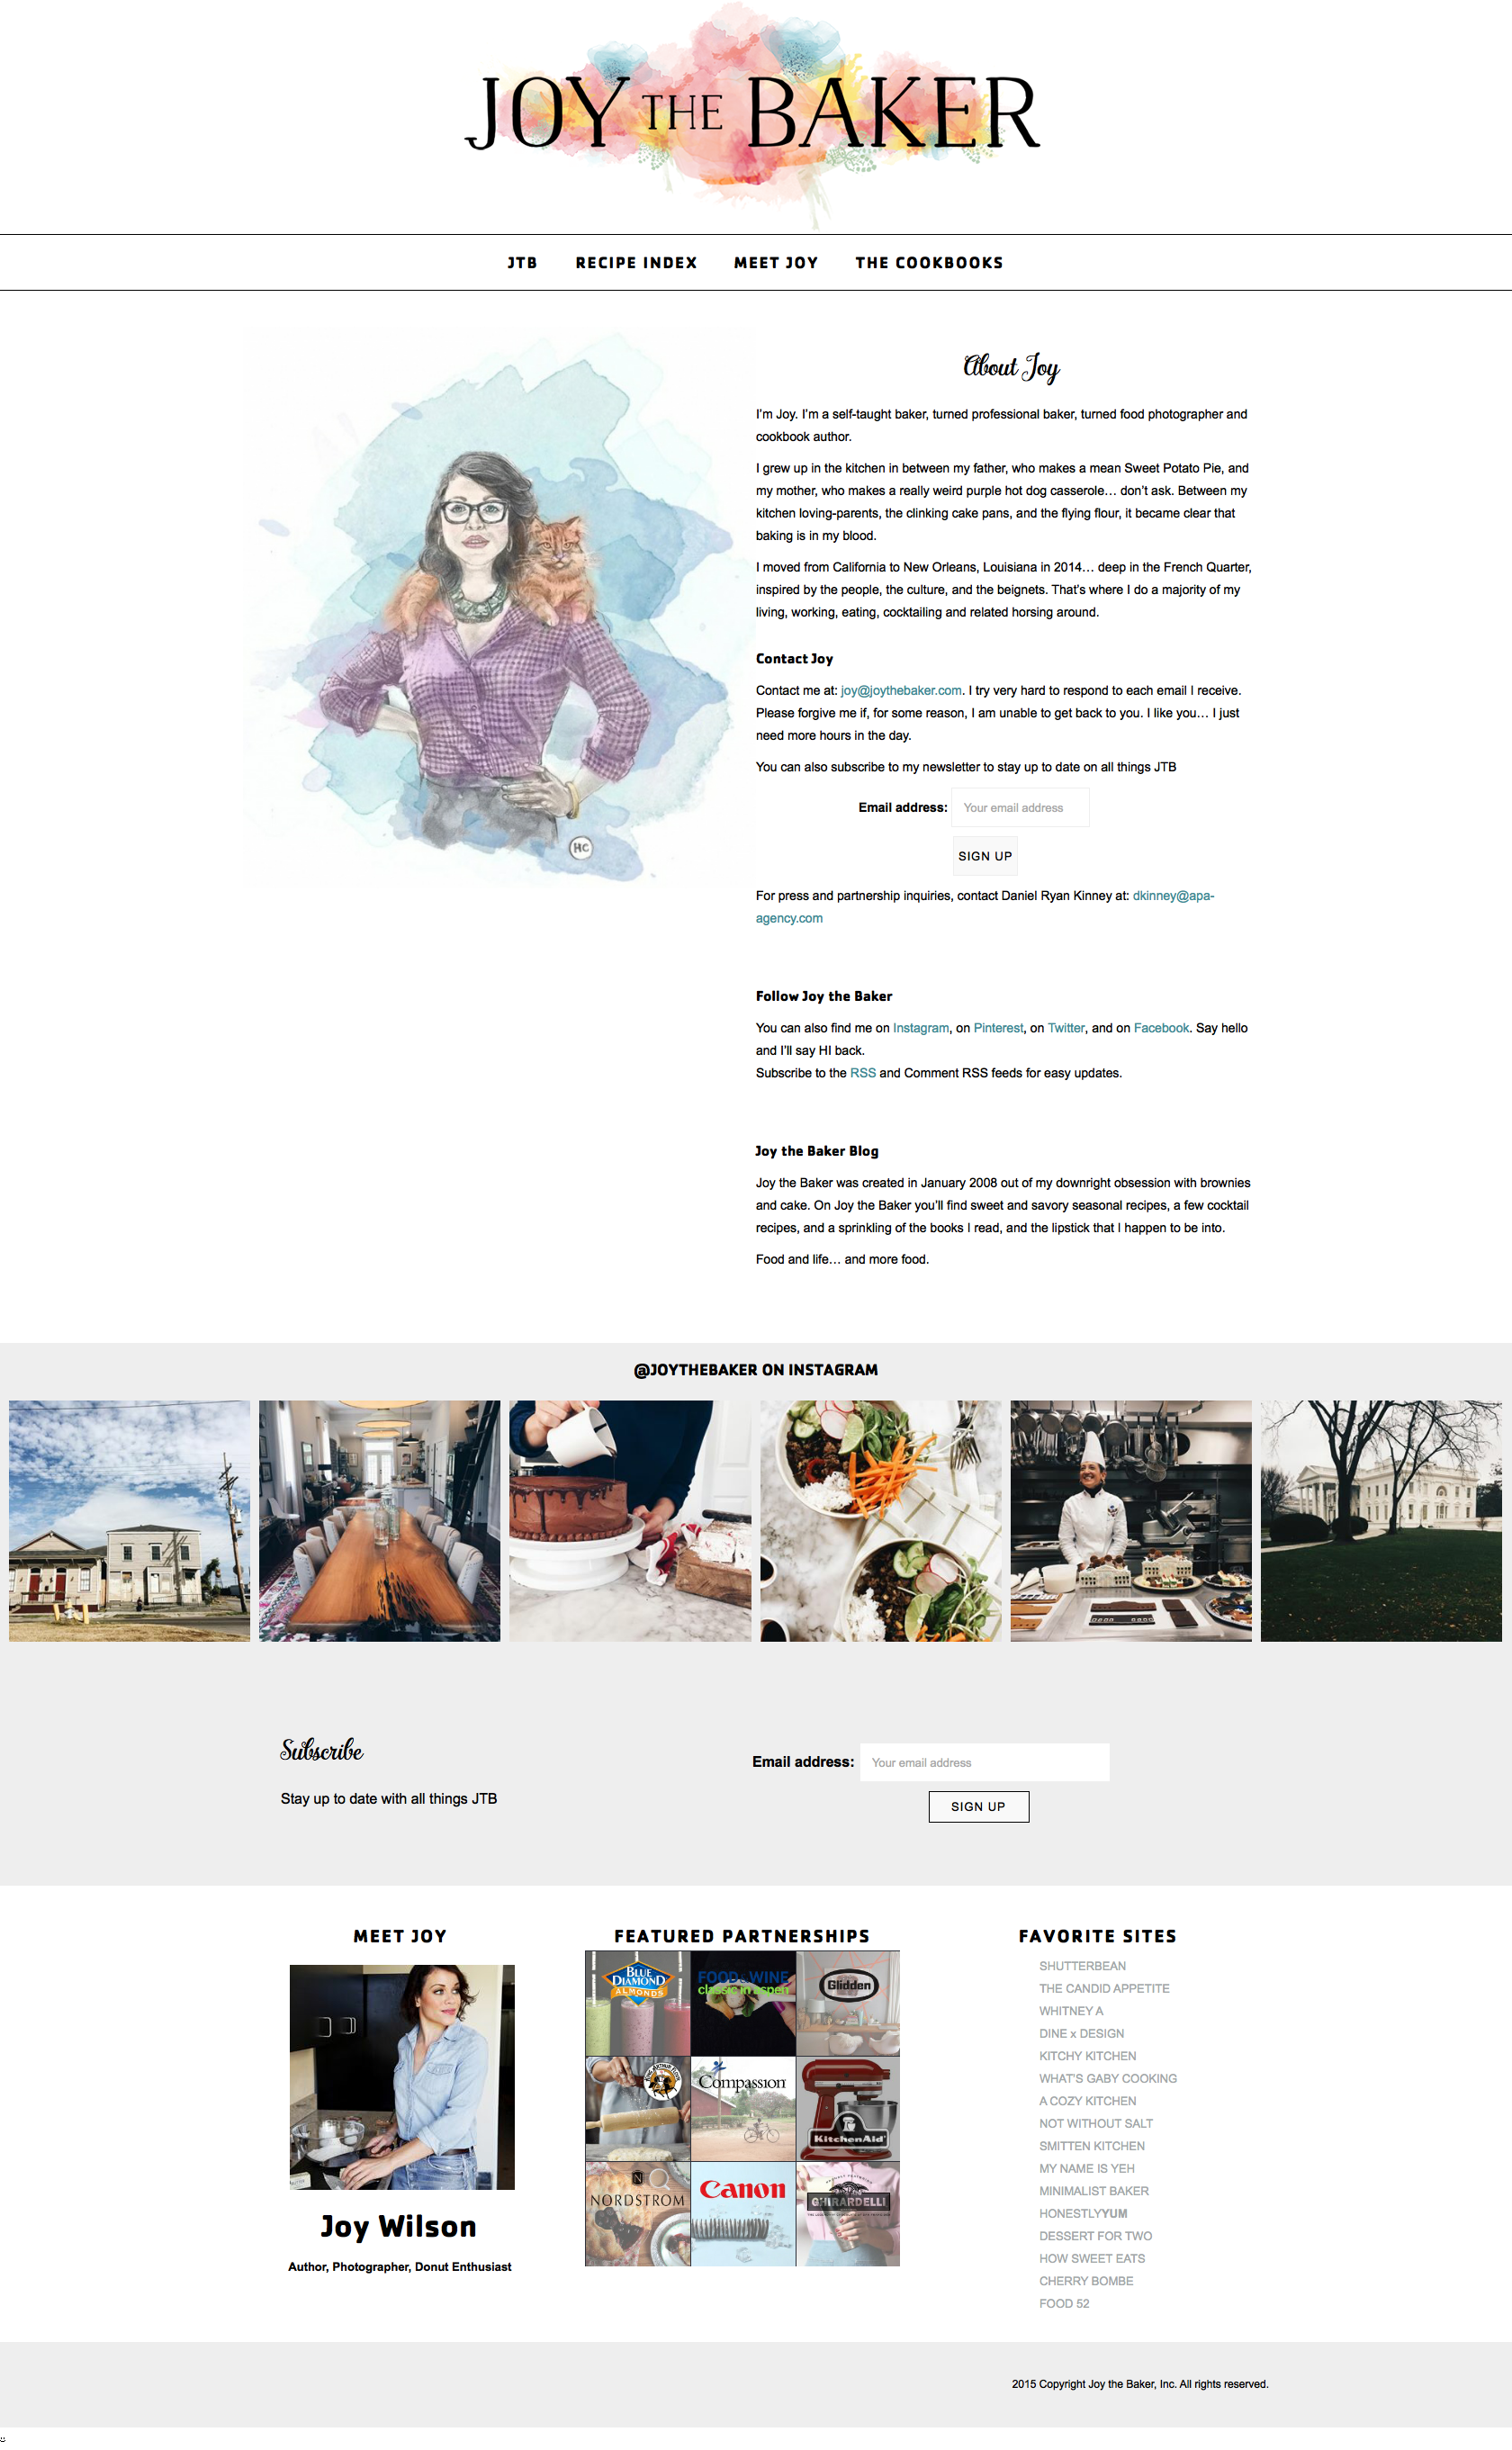 JOY THE BAKER
JTB RECIPE INDEX MEET JOY THE COOKBOOKS
About Joy
I'm Joy. I'm a self-taught baker, turned professional baker, turned food photographer and
cookbook author.
I grew up in the kitchen in between my father, who makes a mean Sweet Potato Pie, and
my mother, who makes a really weird purple hot dog casserole… don't ask. Between my
kitchen loving-parents, the clinking cake pans, and the flying flour, it became clear that
baking is in my blood.
I moved from California to New Orleans, Louisiana in 2014… deep in the French Quarter,
inspired by the people, the culture, and the beignets. That's where I do a majority of my
living, working, eating, cocktailing and related horsing around.
HC
Contact Joy
Contact me at: joy@joythebaker.com. I try very hard to respond to each email I receive.
Please forgive me if, for some reason, I am unable to get back to you. I like you… I just
need more hours in the day.
You can also subscribe to my newsletter to stay up to date on all things JTB
Email address: Your email address
SIGN UP
For press and partnership inquiries, contact Daniel Ryan Kinney at: dkinney@apa-
agency.com
Follow Joy the Baker
You can also find me on Instagram, on Pinterest, on Twitter, and on Facebook. Say hello
and I'll say HI back.
Subscribe to the RSS and Comment RSS feeds for easy updates.
Joy the Baker Blog
Joy the Baker was created in January 2008 out of my downright obsession with brownies
and cake. On Joy the Baker you'll find sweet and savory seasonal recipes, a few cocktail
recipes, and a sprinkling of the books I read, and the lipstick that I happen to be into.
Food and life… and more food.
@JOYTHEBAKER ON INSTAGRAM
Subscribe
Stay up to date with all things JTB
Email address: Your email address
SIGN UP
MEET JOY
Joy Wilson
Author, Photographer, Donut Enthusiast
FEATURED PARTNERSHIPS
BLUE
DIAMOND
ALMONDS
FOOD & WINE
classic in aspen
Glidden
Compassion
KitchenAid
N
NORDSTROM
Canon
GHIRARDELLI
FAVORITE SITES
SHUTTERBEAN
THE CANDID APPETITE
WHITNEY A
DINE x DESIGN
KITCHY KITCHEN
WHAT'S GABY COOKING
A COZY KITCHEN
NOT WITHOUT SALT
SMITTEN KITCHEN
MY NAME IS YEH
MINIMALIST BAKER
HONESTLYYUM
DESSERT FOR TWO
HOW SWEET EATS
CHERRY BOMBE
FOOD 52
2015 Copyright Joy the Baker, Inc. All rights reserved.